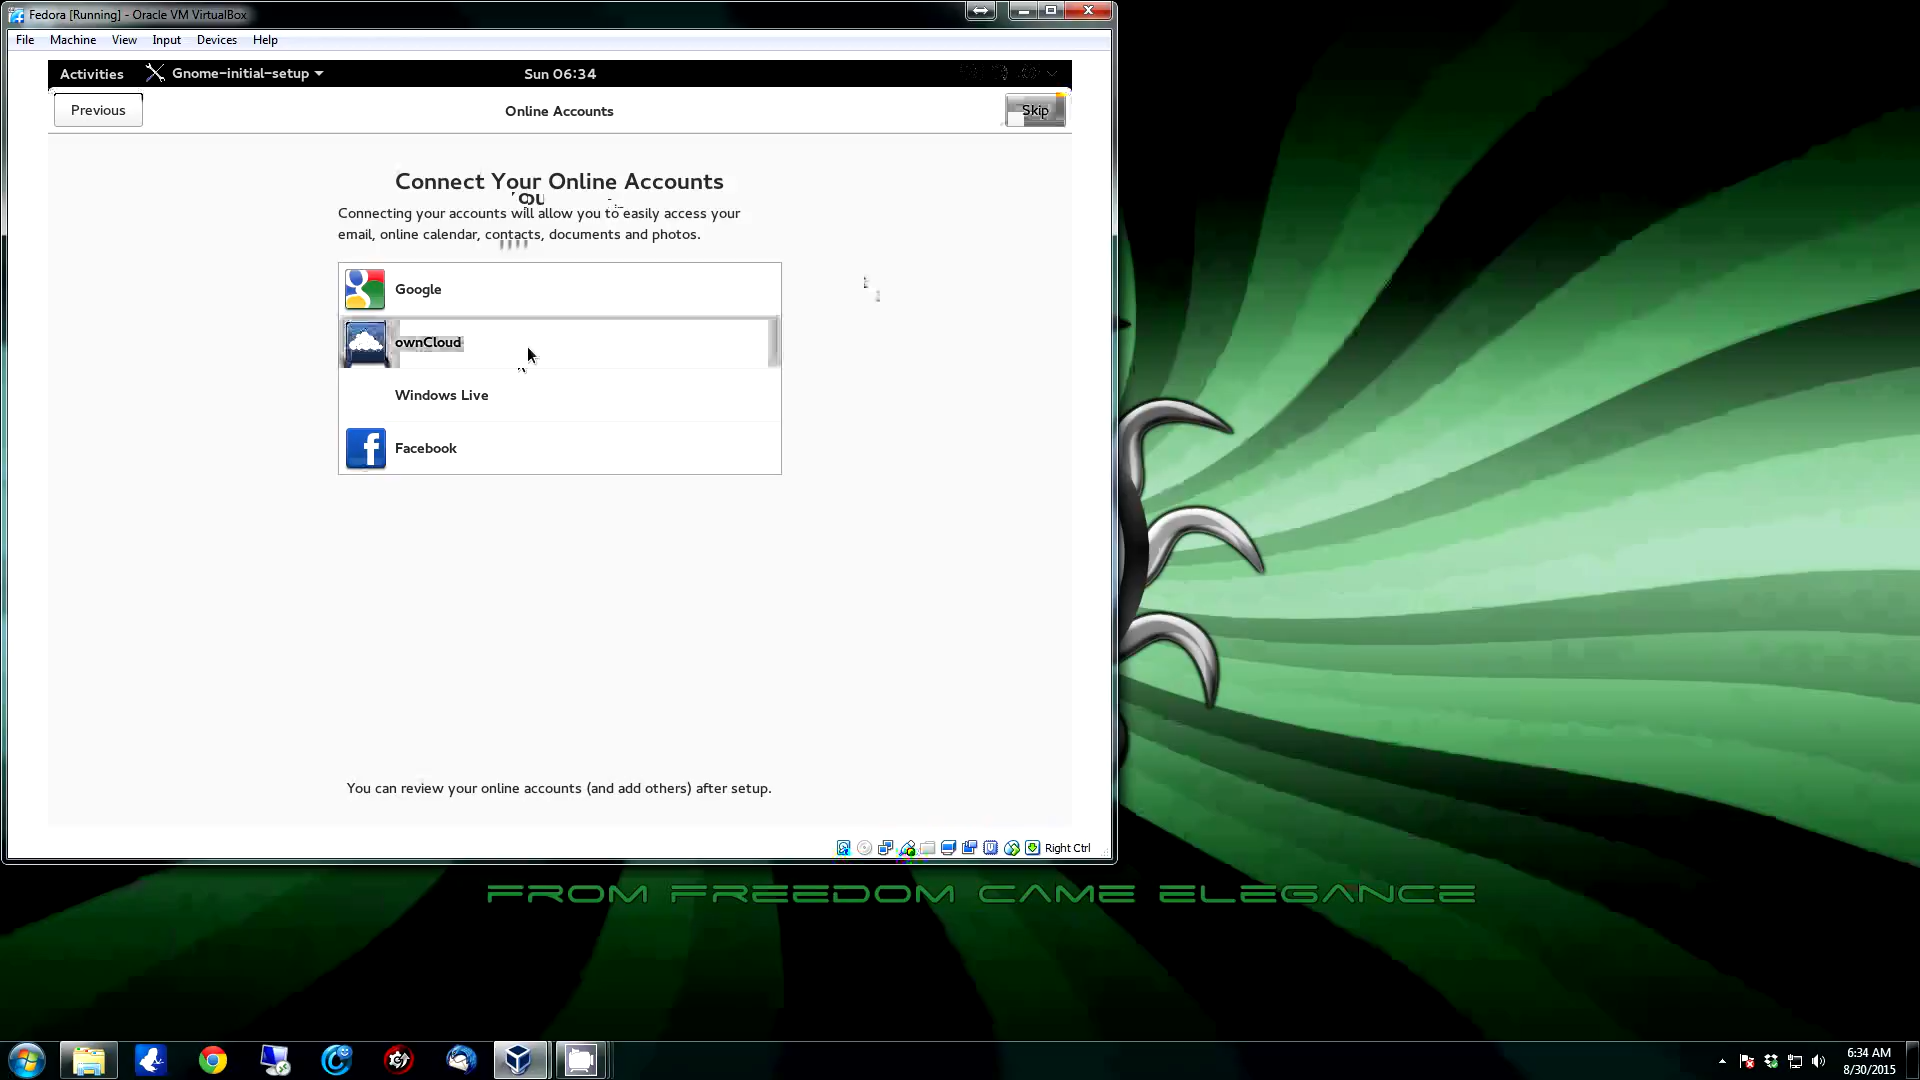 Fedora [Running] - Oracle VM VirtualBox
File Machine View Input Devices Help
Activities Gnome-initial-setup Sun 06:34
Previous Online Accounts Skip
Connect Your Online Accounts
Connecting your accounts will allow you to easily access your
email, online calendar, contacts, documents and photos.
Google
ownCloud
Windows Live
Facebook
You can review your online accounts (and add others) after setup.
Right Ctrl
FROM FREEDOM CAME ELEGANCE
6:34 AM
8/30/2015